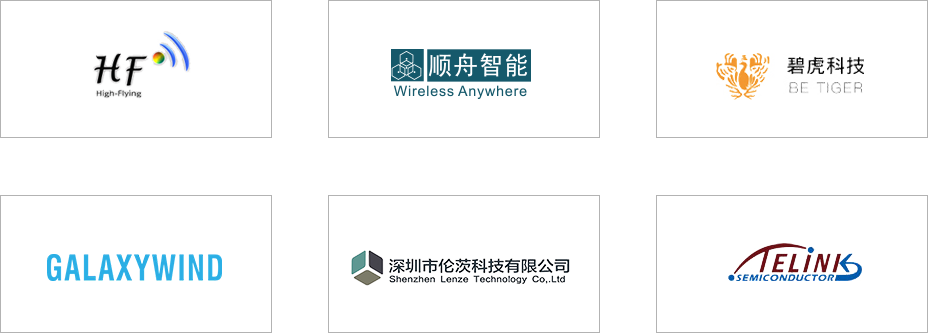 HF
High-Flying
顺舟智能
Wireless Anywhere
碧虎科技
BE TIGER
GALAXYWIND
深圳市伦茨科技有限公司
Shenzhen Lenze Technology Co,.Ltd
TELiNK
SEMICONDUCTOR